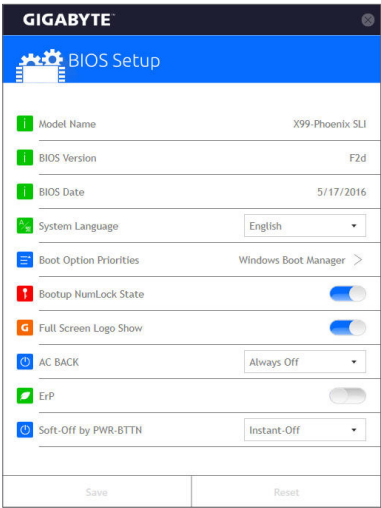 GIGABYTE™
BIOS Setup
Model Name X99-Phoenix SLI
BIOS Version F2d
BIOS Date 5/17/2016
System Language English
Boot Option Priorities Windows Boot Manager >
Bootup NumLock State
G Full Screen Logo Show
AC BACK Always Off
ErP
Soft-Off by PWR-BTTN Instant-Off
Save Reset